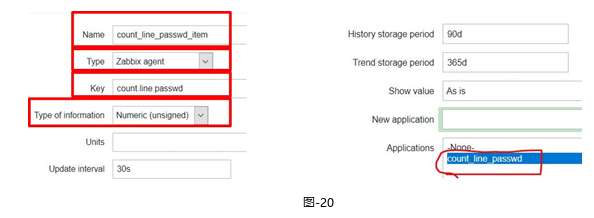 Name count_line_passwd_item
Type Zabbix agent
Key count.line.passwd
Type of information Numeric (unsigned)
Units
Update interval 30s
History storage period 90d
Trend storage period 365d
Show value As is
New application
Applications -None-
count_line_passwd
图-20